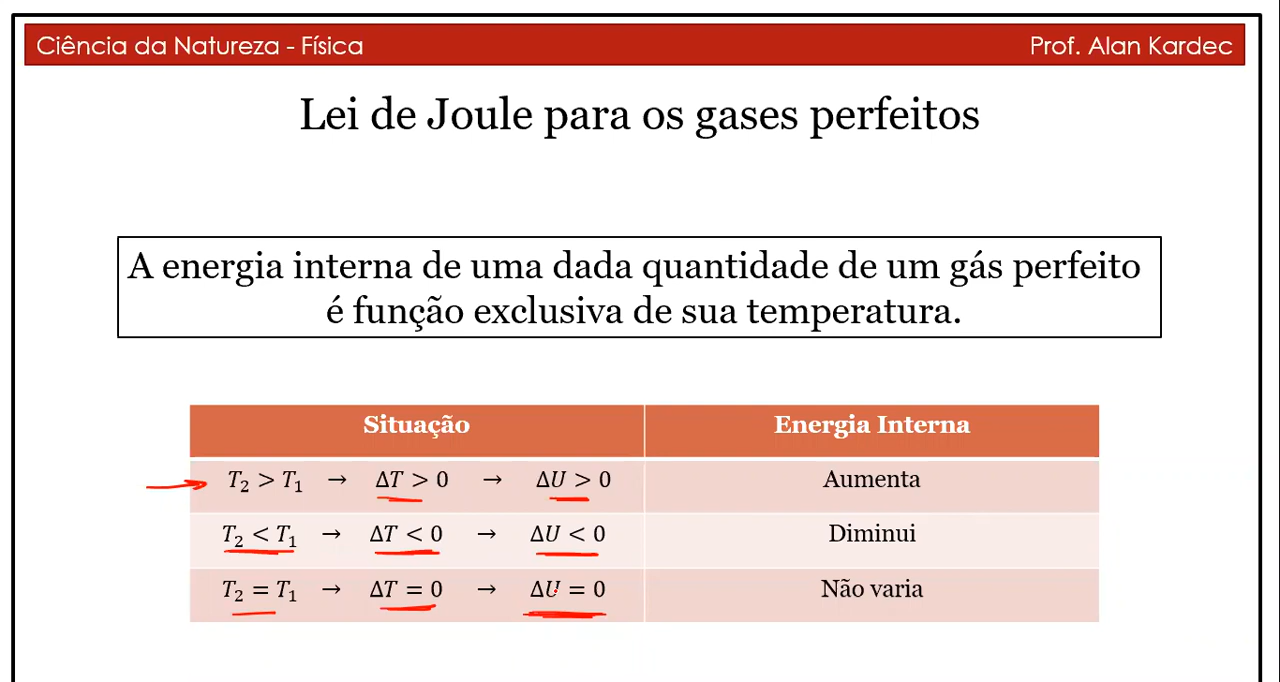 Ciência da Natureza - Física
Prof. Alan Kardec
Lei de Joule para os gases perfeitos
A energia interna de uma dada quantidade de um gás perfeito
é função exclusiva de sua temperatura.
Situação
Energia Interna
T₂ > T₁ → ΔT > 0 → ΔU > 0
Aumenta
T₂ < T₁ → ΔT < 0 → ΔU < 0
Diminui
T₂ = T₁ → ΔT = 0 → ΔU = 0
Não varia